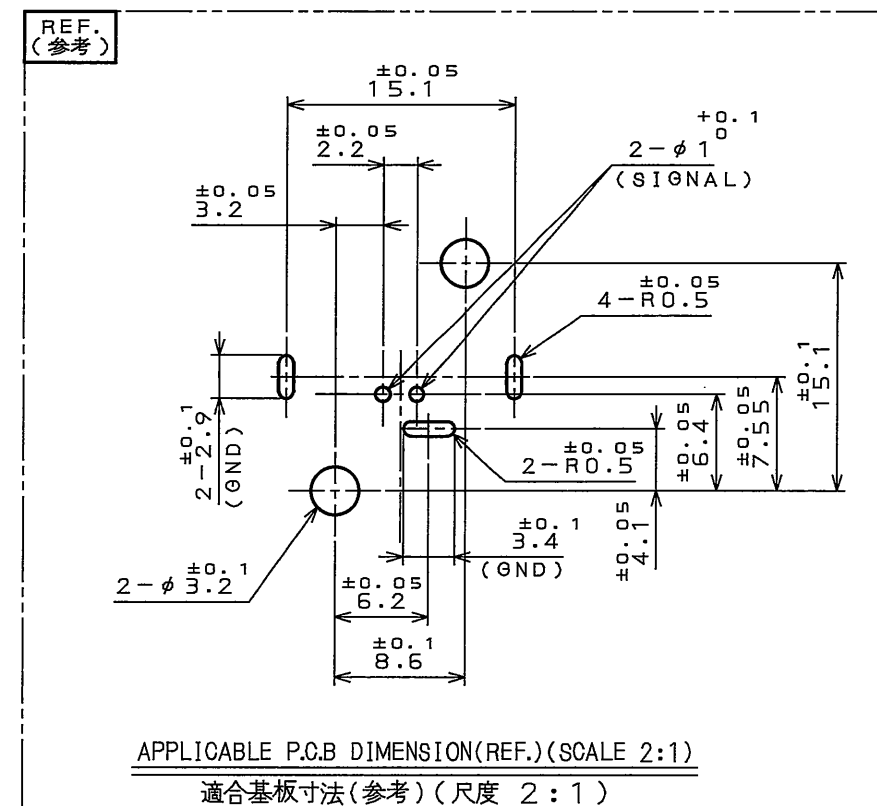 REF.
(参考)
±0.05
15.1
±0.05
2.2
+0.1
0
2-φ1
(SIGNAL)
±0.05
3.2
±0.05
4-R0.5
±0.1
15.1
±0.05
7.55
±0.05
6.4
±0.1
2-2.9
(GND)
±0.05
2-R0.5
±0.05
4.1
±0.1
3.4
(GND)
2-φ3.2±0.1
±0.05
6.2
±0.1
8.6
APPLICABLE P.C.B DIMENSION(REF.)(SCALE 2:1)
適合基板寸法(参考)(尺度 2:1)